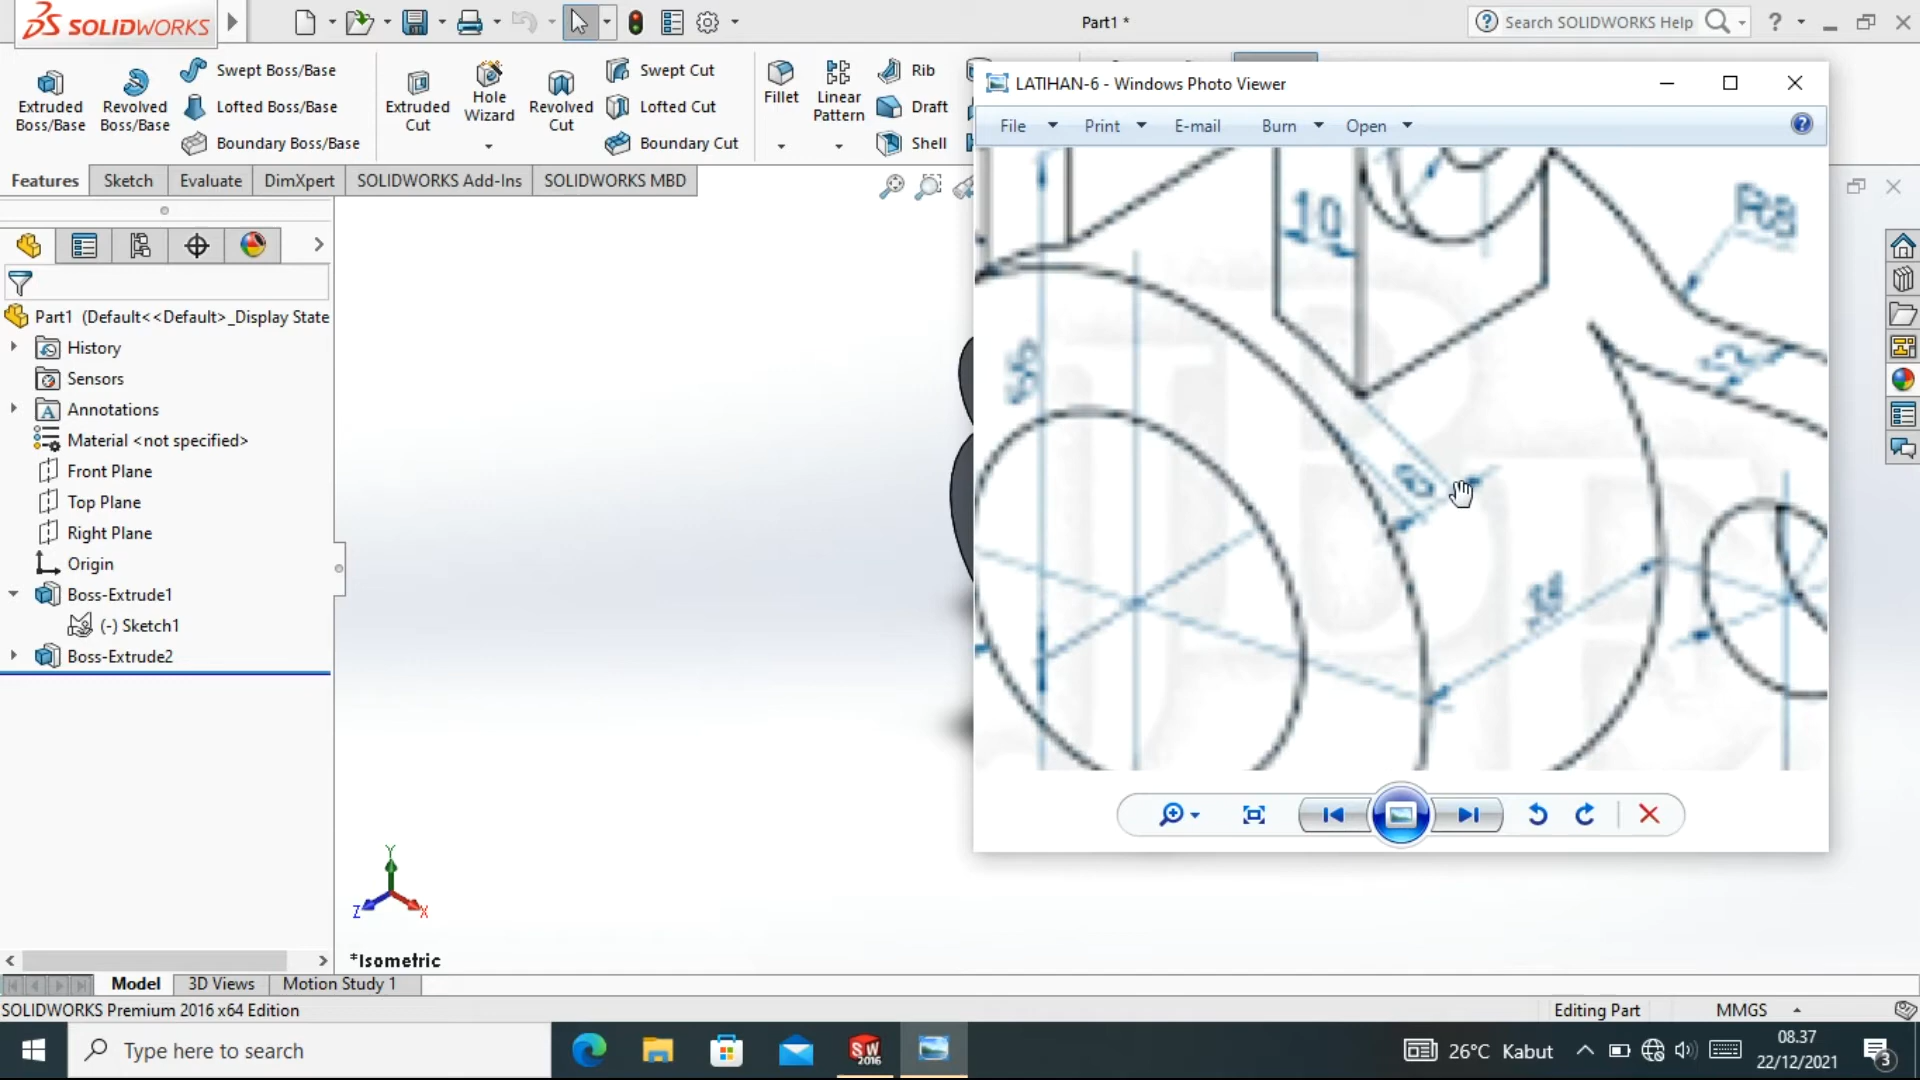 SOLIDWORKS
Part1 *
Search SOLIDWORKS Help
Extruded Boss/Base
Revolved Boss/Base
Swept Boss/Base
Lofted Boss/Base
Boundary Boss/Base
Extruded Cut
Hole Wizard
Revolved Cut
Swept Cut
Lofted Cut
Boundary Cut
Fillet
Linear Pattern
Rib
Draft
Shell
Features
Sketch
Evaluate
DimXpert
SOLIDWORKS Add-Ins
SOLIDWORKS MBD
Part1 (Default<<Default>_Display State
History
Sensors
Annotations
Material <not specified>
Front Plane
Top Plane
Right Plane
Origin
Boss-Extrude1
(-) Sketch1
Boss-Extrude2
LATIHAN-6 - Windows Photo Viewer
File
Print
E-mail
Burn
Open
10
R8
Y
Z
X
*Isometric
Model
3D Views
Motion Study 1
SOLIDWORKS Premium 2016 x64 Edition
Editing Part
MMGS
Type here to search
SW
2016
26°C Kabut
08.37
22/12/2021
3